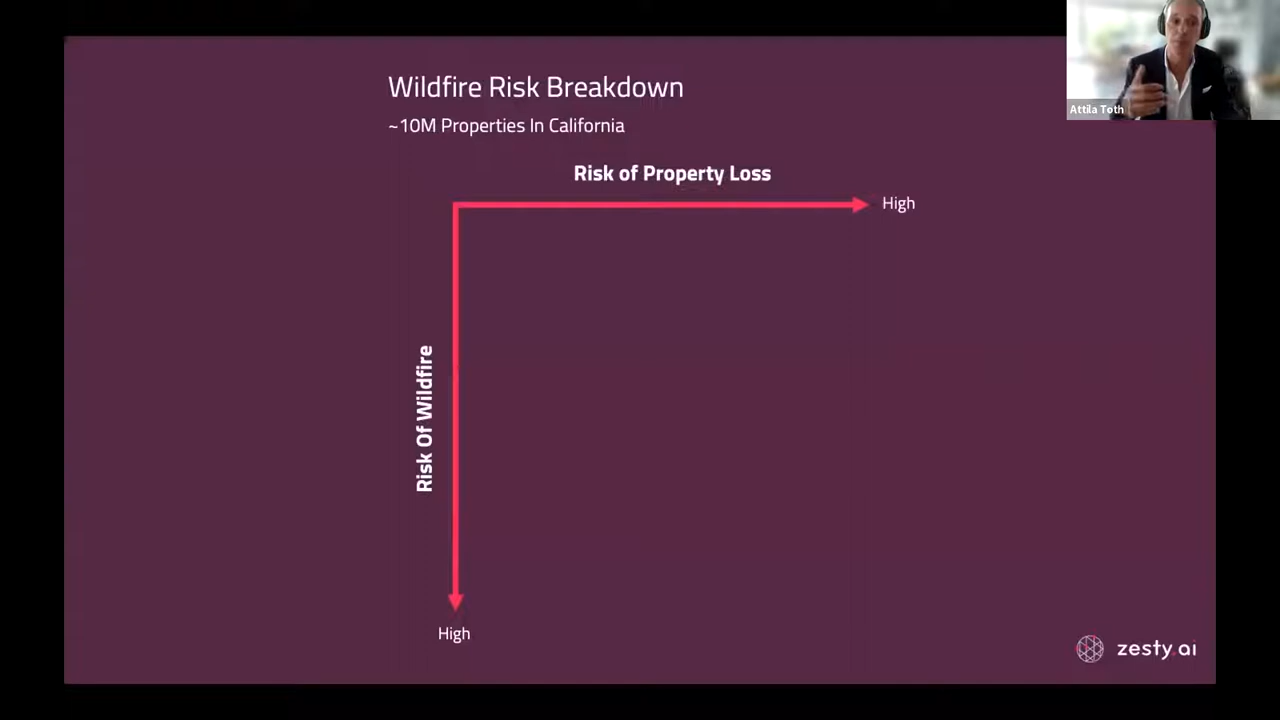 Wildfire Risk Breakdown
~10M Properties In California
Risk of Property Loss
High
Risk Of Wildfire
High
Attila Toth
zesty.ai